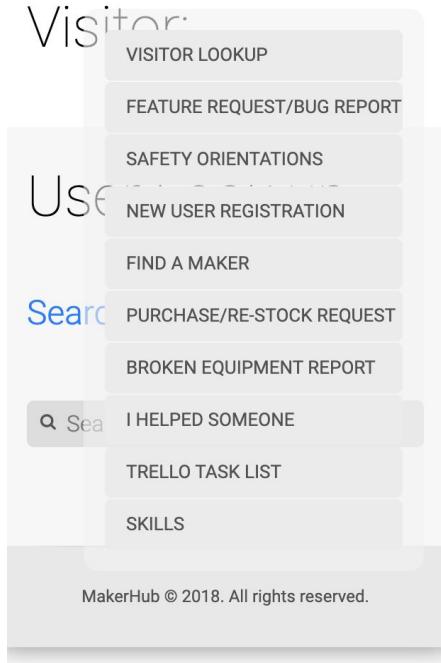 Visitor:
VISITOR LOOKUP
FEATURE REQUEST/BUG REPORT
SAFETY ORIENTATIONS
NEW USER REGISTRATION
FIND A MAKER
PURCHASE/RE-STOCK REQUEST
BROKEN EQUIPMENT REPORT
I HELPED SOMEONE
TRELLO TASK LIST
SKILLS
MakerHub © 2018. All rights reserved.